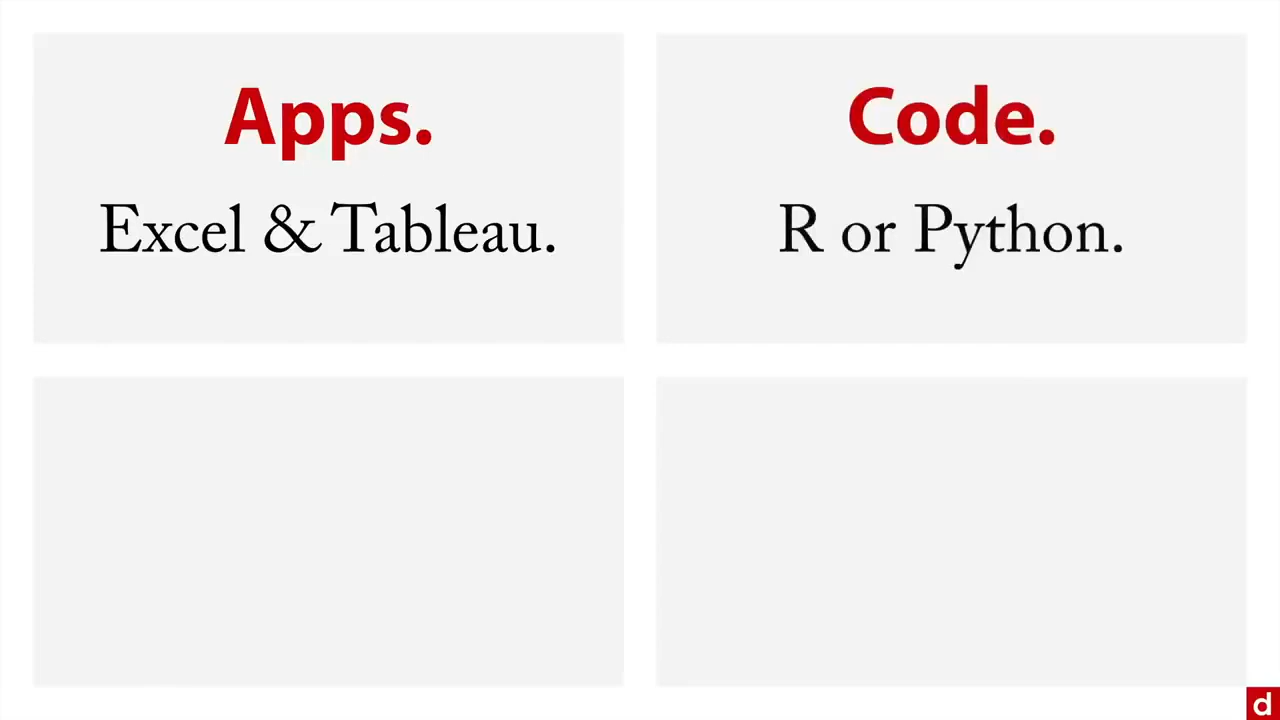 Apps.
Excel & Tableau.
Code.
R or Python.
d